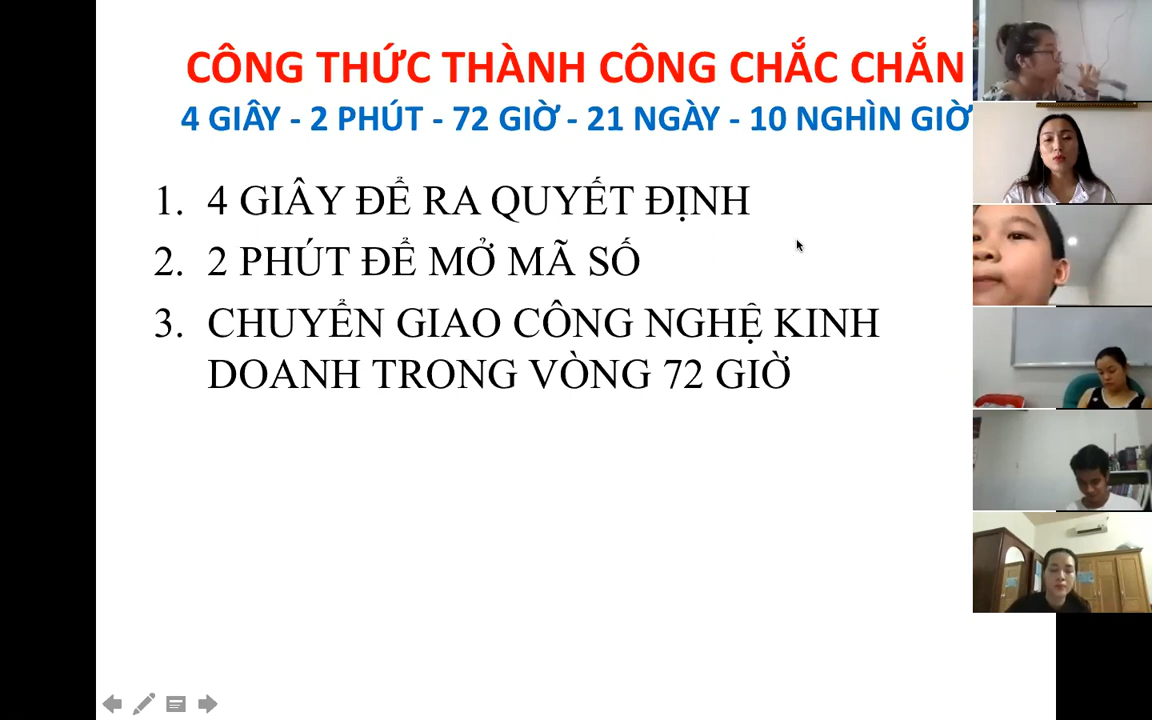 CÔNG THỨC THÀNH CÔNG CHẮC CHẮN
4 GIÂY - 2 PHÚT - 72 GIỜ - 21 NGÀY - 10 NGHÌN GIỜ
1. 4 GIÂY ĐỂ RA QUYẾT ĐỊNH
2. 2 PHÚT ĐỂ MỞ MÃ SỐ
3. CHUYỂN GIAO CÔNG NGHỆ KINH
DOANH TRONG VÒNG 72 GIỜ